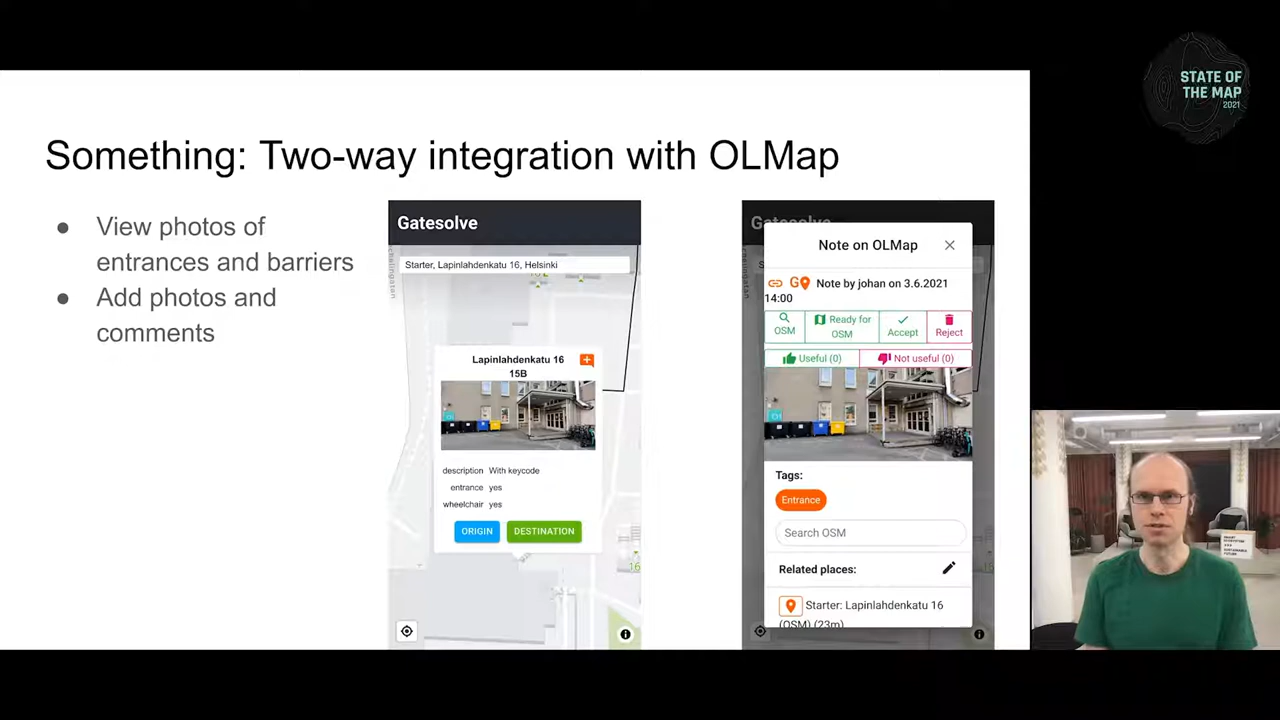 STATE OF
THE MAP
2021
Something: Two-way integration with OLMap
● View photos of
entrances and barriers
● Add photos and
comments
Gatesolve
Starter, Lapinlahdenkatu 16, Helsinki
Lapinlahdenkatu 16
15B
description With keycode
entrance yes
wheelchair yes
ORIGIN DESTINATION
Gatesolve
Note on OLMap
Note by johan on 3.6.2021
14:00
OSM
Ready for
OSM
Accept
Reject
Useful (0)
Not useful (0)
Tags:
Entrance
Search OSM
Related places:
Starter: Lapinlahdenkatu 16
(OSM) (23m)